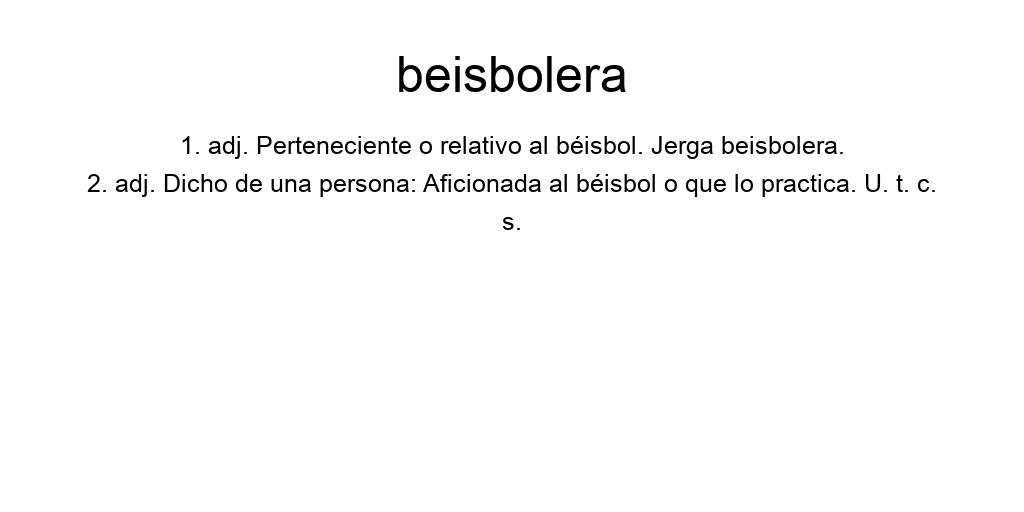 beisbolera
1. adj. Perteneciente o relativo al béisbol. Jerga beisbolera.
2. adj. Dicho de una persona: Aficionada al béisbol o que lo practica. U. t. c.
s.